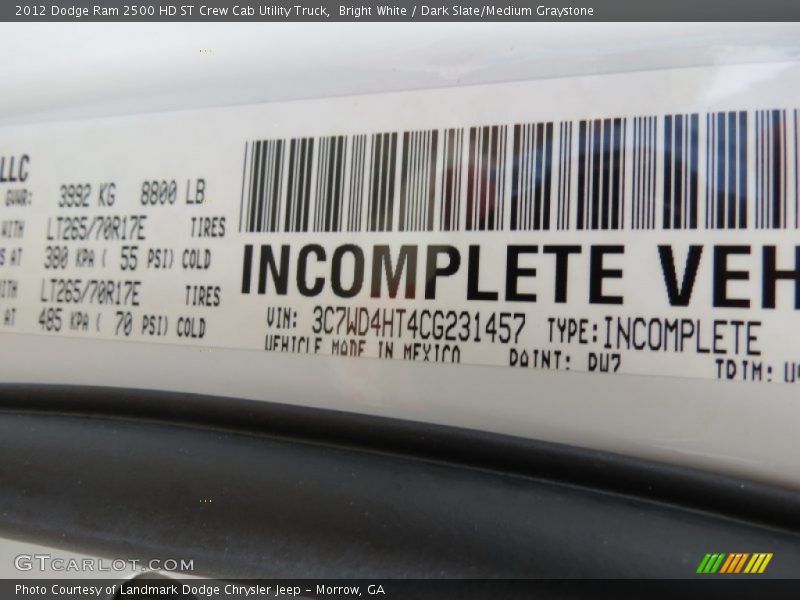 2012 Dodge Ram 2500 HD ST Crew Cab Utility Truck, Bright White / Dark Slate/Medium Graystone
LLC
GVWR: 3992 KG 8800 LB
WITH LT265/70R17E TIRES
S AT 380 KPA ( 55 PSI) COLD
ITH LT265/70R17E TIRES
AT 485 KPA ( 70 PSI) COLD
INCOMPLETE VEH
VIN: 3C7WD4HT4CG231457 TYPE: INCOMPLETE
VEHICLE MADE IN MEXICO PAINT: PW7 TRIM:
GTCARLOT.COM
Photo Courtesy of Landmark Dodge Chrysler Jeep – Morrow, GA